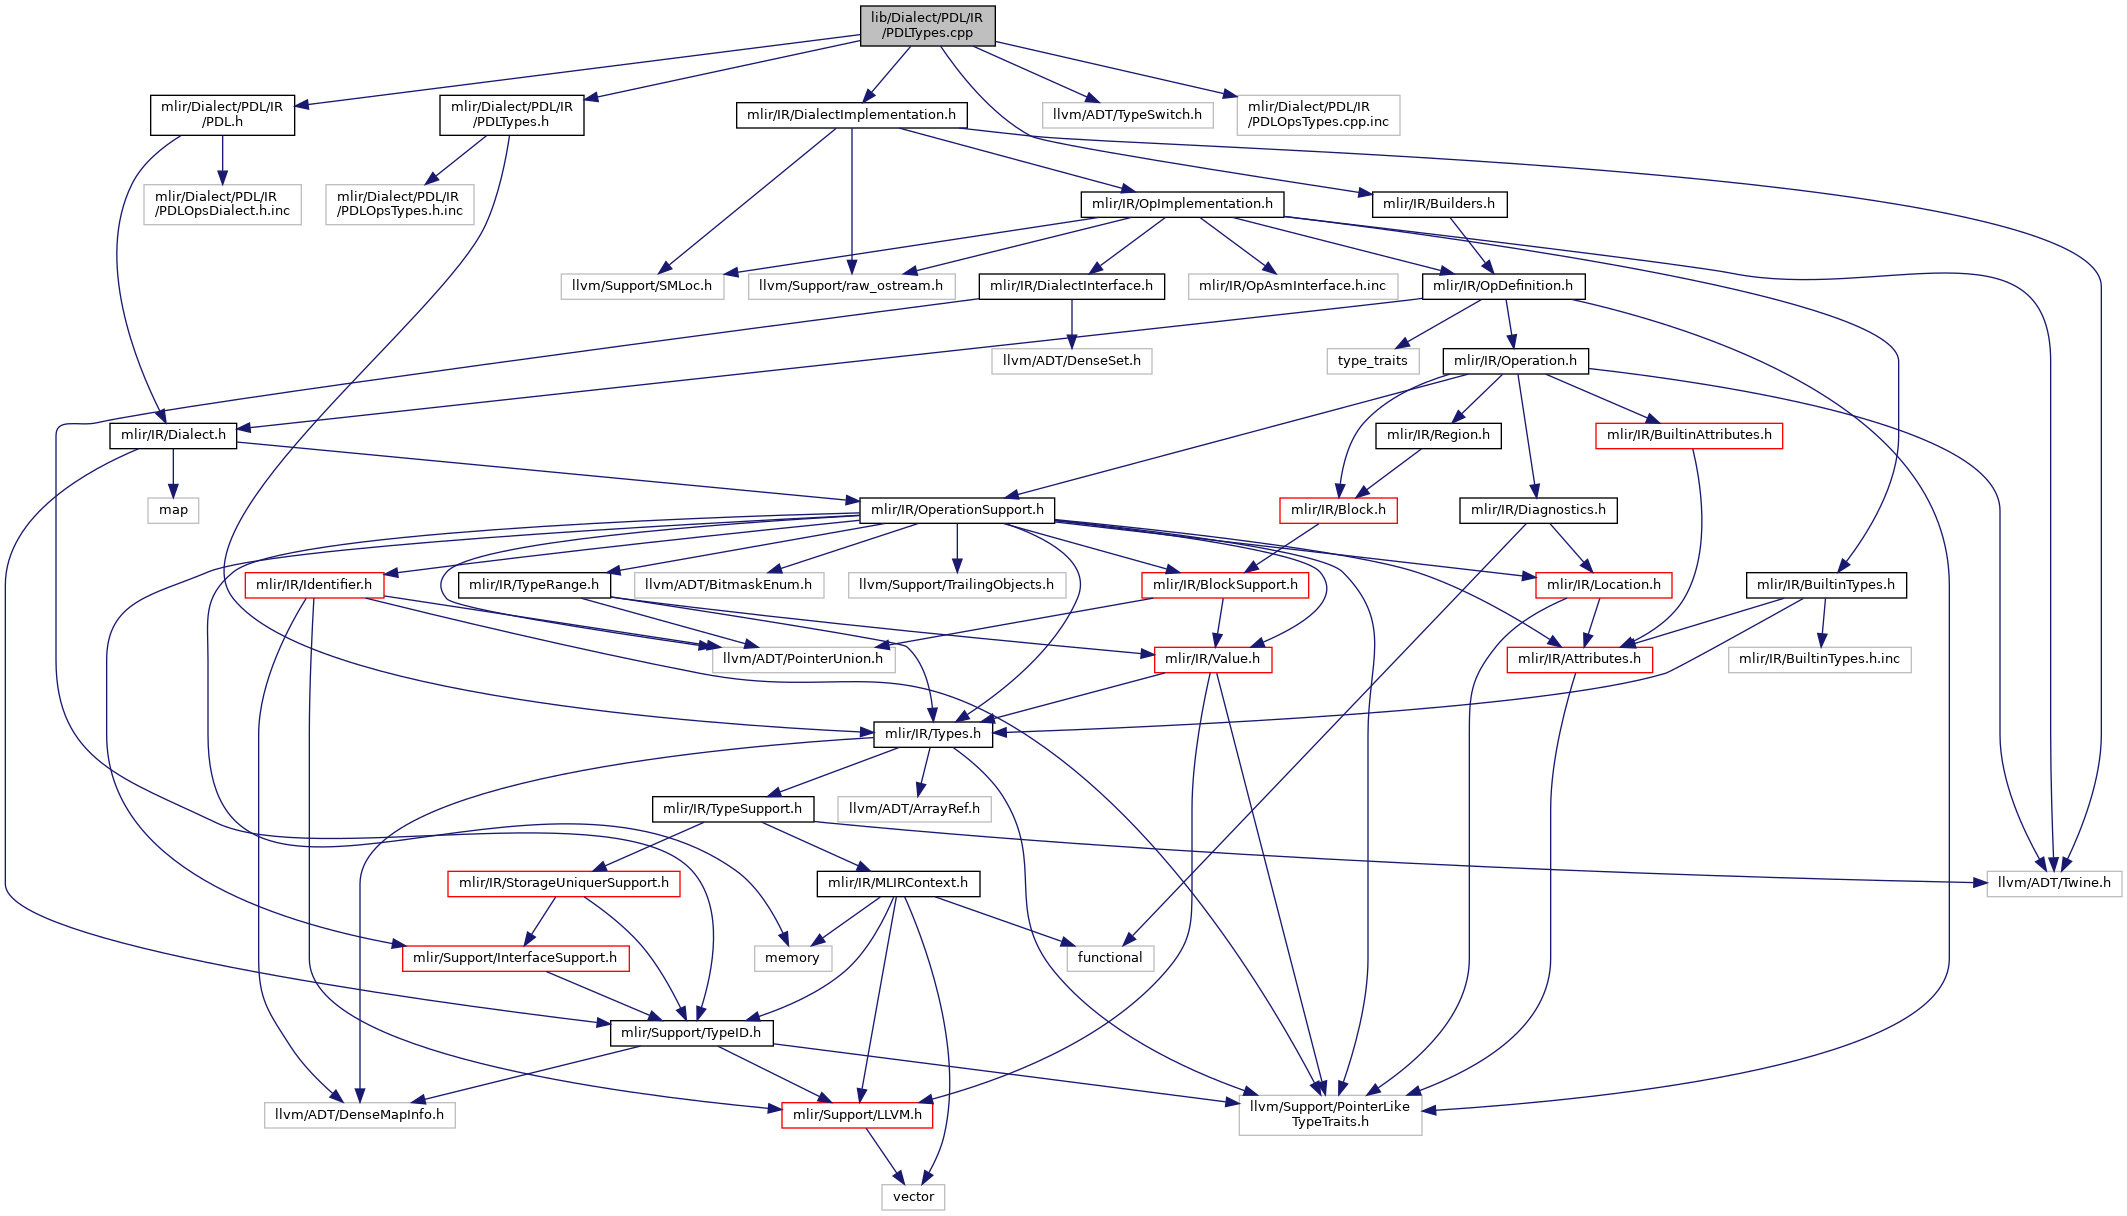 lib/Dialect/PDL/IR
/PDLTypes.cpp
mlir/Dialect/PDL/IR
/PDL.h
mlir/Dialect/PDL/IR
/PDLTypes.h
mlir/IR/DialectImplementation.h
llvm/ADT/TypeSwitch.h
mlir/Dialect/PDL/IR
/PDLOpsTypes.cpp.inc
mlir/Dialect/PDL/IR
/PDLOpsDialect.h.inc
mlir/Dialect/PDL/IR
/PDLOpsTypes.h.inc
mlir/IR/OpImplementation.h
mlir/IR/Builders.h
llvm/Support/SMLoc.h
llvm/Support/raw_ostream.h
mlir/IR/DialectInterface.h
mlir/IR/OpAsmInterface.h.inc
mlir/IR/OpDefinition.h
llvm/ADT/DenseSet.h
type_traits
mlir/IR/Operation.h
mlir/IR/Dialect.h
mlir/IR/Region.h
mlir/IR/BuiltinAttributes.h
map
mlir/IR/OperationSupport.h
mlir/IR/Block.h
mlir/IR/Diagnostics.h
mlir/IR/Identifier.h
mlir/IR/TypeRange.h
llvm/ADT/BitmaskEnum.h
llvm/Support/TrailingObjects.h
mlir/IR/BlockSupport.h
mlir/IR/Location.h
mlir/IR/BuiltinTypes.h
llvm/ADT/PointerUnion.h
mlir/IR/Value.h
mlir/IR/Attributes.h
mlir/IR/BuiltinTypes.h.inc
mlir/IR/Types.h
mlir/IR/TypeSupport.h
llvm/ADT/ArrayRef.h
mlir/IR/StorageUniquerSupport.h
mlir/IR/MLIRContext.h
llvm/ADT/Twine.h
mlir/Support/InterfaceSupport.h
memory
functional
mlir/Support/TypeID.h
llvm/ADT/DenseMapInfo.h
mlir/Support/LLVM.h
llvm/Support/PointerLike
TypeTraits.h
vector